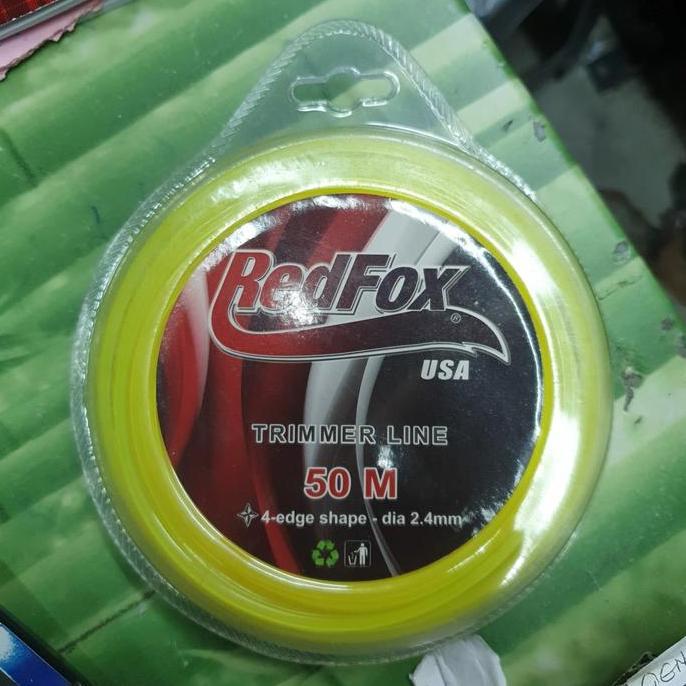 RedFox®
USA
TRIMMER LINE
50 M
4-edge shape - dia 2.4mm